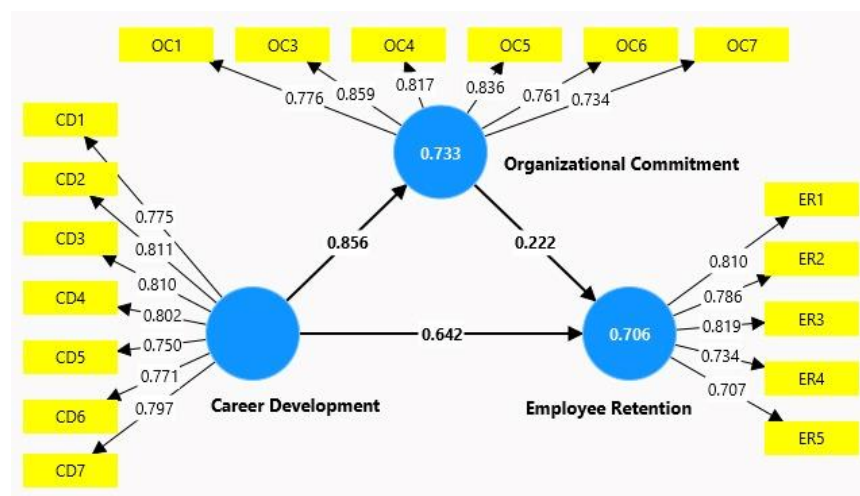 OC1 OC3 OC4 OC5 OC6 OC7
0.776 0.859 0.817 0.836 0.761 0.734
CD1
CD2
CD3
CD4
CD5
CD6
CD7
0.775
0.811
0.810
0.802
0.750
0.771
0.797
0.733
Organizational Commitment
0.856
0.222
0.642
Career Development
0.706
Employee Retention
0.810
0.786
0.819
0.734
0.707
ER1
ER2
ER3
ER4
ER5